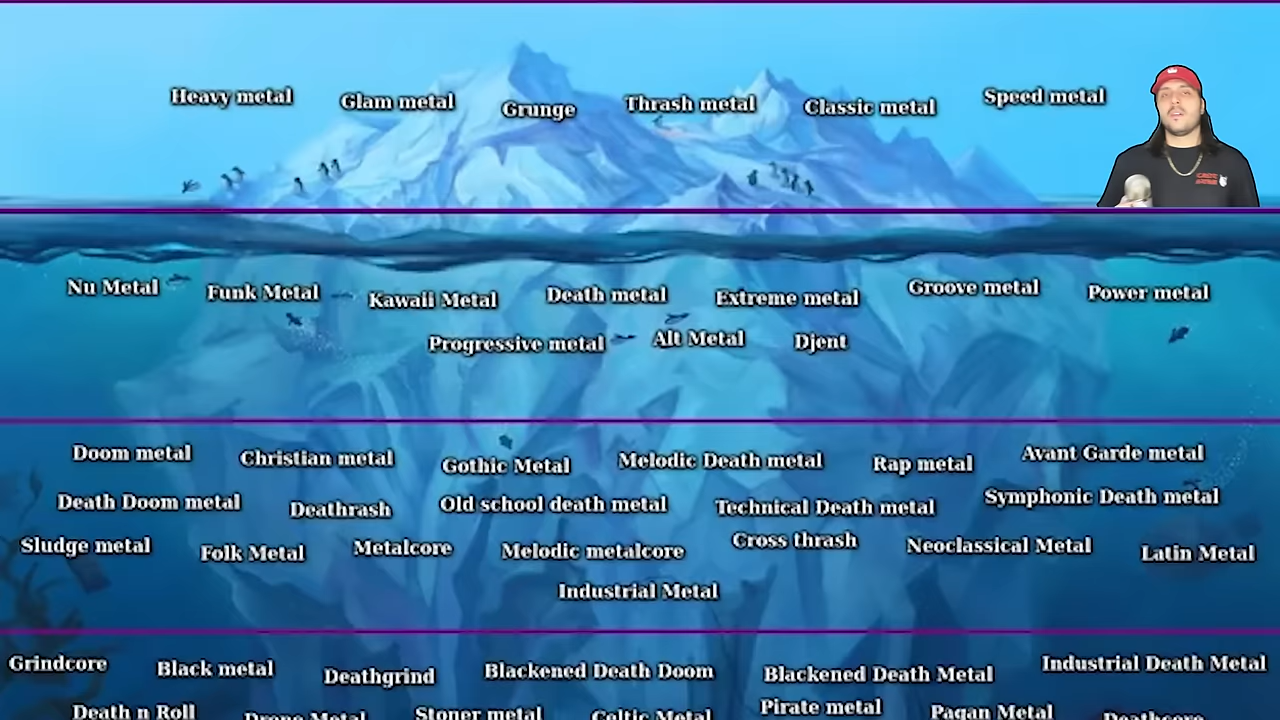 Heavy metal
Glam metal
Grunge
Thrash metal
Classic metal
Speed metal
Nu Metal
Funk Metal
Kawaii Metal
Death metal
Extreme metal
Groove metal
Power metal
Progressive metal
Alt Metal
Djent
Doom metal
Christian metal
Gothic Metal
Melodic Death metal
Rap metal
Avant Garde metal
Death Doom metal
Deathrash
Old school death metal
Technical Death metal
Symphonic Death metal
Sludge metal
Folk Metal
Metalcore
Melodic metalcore
Cross thrash
Neoclassical Metal
Latin Metal
Industrial Metal
Grindcore
Black metal
Deathgrind
Blackened Death Doom
Blackened Death Metal
Industrial Death Metal
Death n Roll
Drone Metal
Stoner metal
Celtic Metal
Pirate metal
Pagan Metal
Deathcore